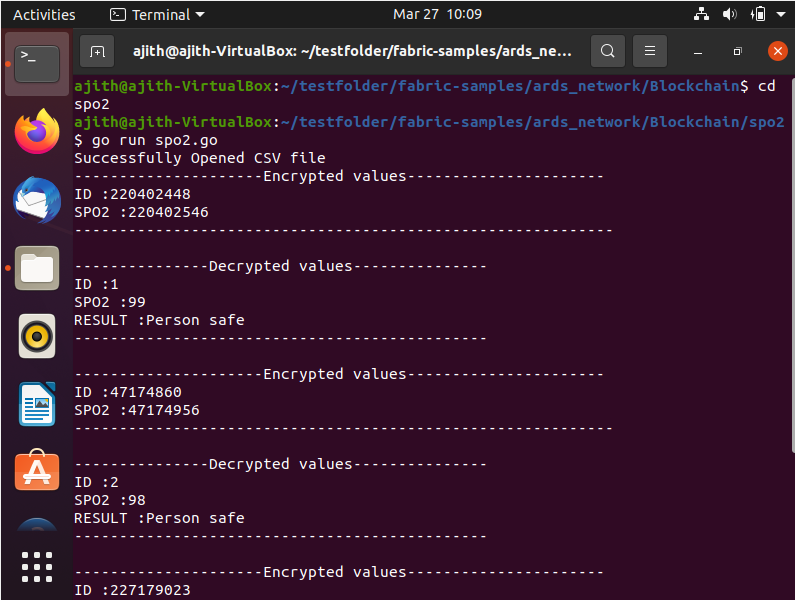 Activities
Terminal
Mar 27 10:09
ajith@ajith-VirtualBox: ~/testfolder/fabric-samples/ards_ne...
ajith@ajith-VirtualBox:~/testfolder/fabric-samples/ards_network/Blockchain$ cd
spo2
ajith@ajith-VirtualBox:~/testfolder/fabric-samples/ards_network/Blockchain/spo2
$ go run spo2.go
Successfully Opened CSV file
---------------------Encrypted values----------------------
ID :220402448
SPO2 :220402546
------------------------------------------------------------
---------------Decrypted values---------------
ID :1
SPO2 :99
RESULT :Person safe
----------------------------------------------
---------------------Encrypted values----------------------
ID :47174860
SPO2 :47174956
------------------------------------------------------------
---------------Decrypted values---------------
ID :2
SPO2 :98
RESULT :Person safe
----------------------------------------------
---------------------Encrypted values----------------------
ID :227179023